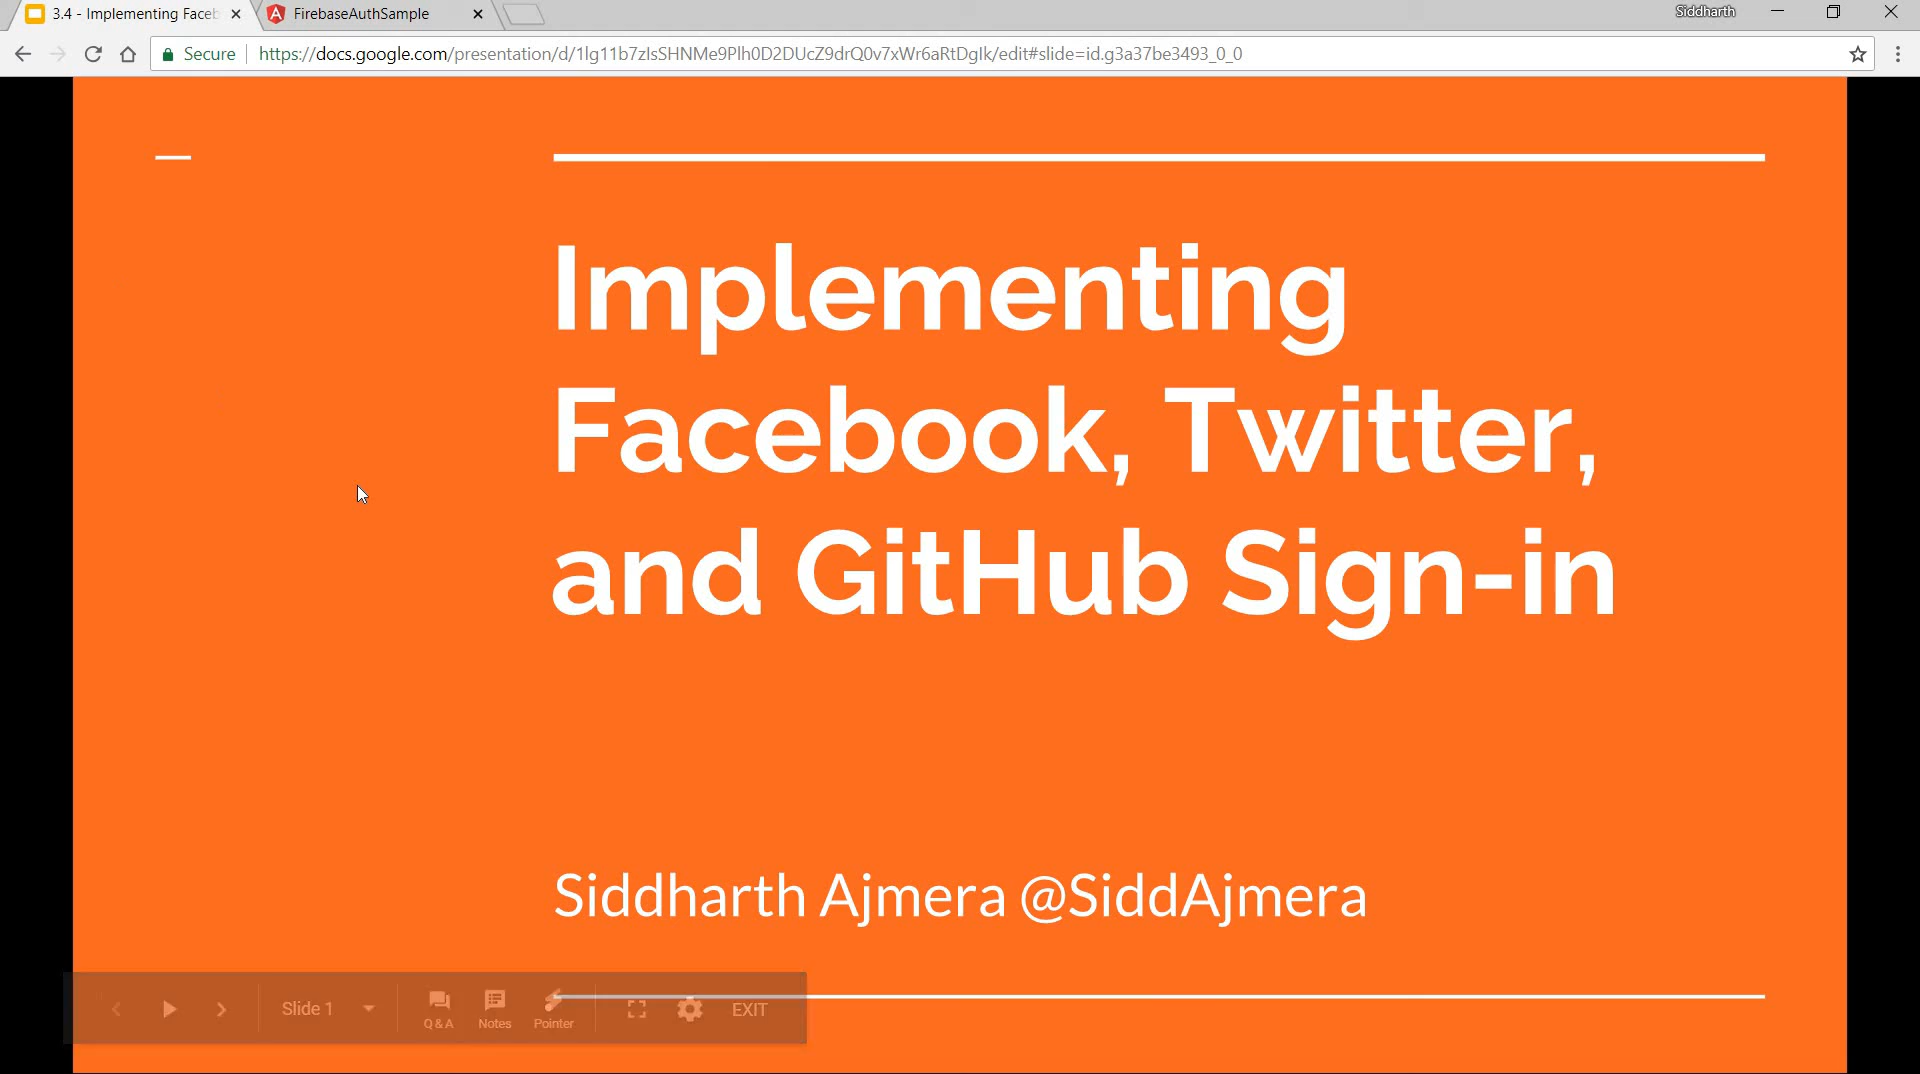 3.4 - Implementing Faceb
FirebaseAuthSample
Siddharth
Secure
https://docs.google.com/presentation/d/1lg11b7zIsSHNMe9Plh0D2DUcZ9drQ0v7xWr6aRtDgIk/edit#slide=id.g3a37be3493_0_0
Implementing
Facebook, Twitter,
and GitHub Sign-in
Siddharth Ajmera @SiddAjmera
Slide 1
Q & A
Notes
Pointer
EXIT